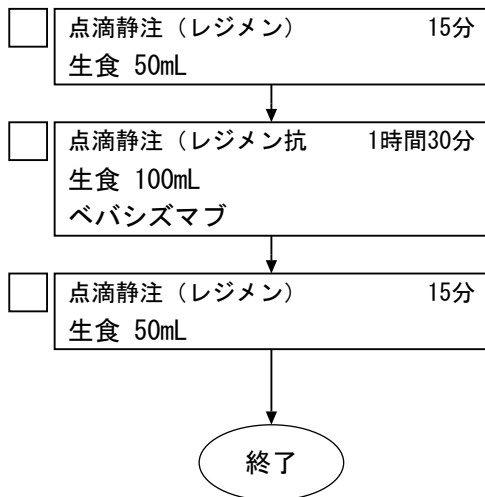 点滴静注（レジメン） 15分
生食 50mL
点滴静注（レジメン抗 1時間30分
生食 100mL
ベバシズマブ
点滴静注（レジメン） 15分
生食 50mL
終了